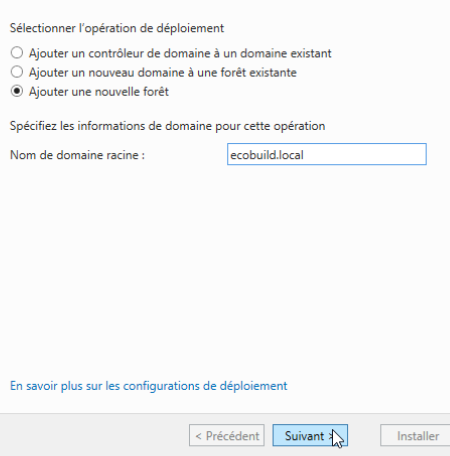 Sélectionner l'opération de déploiement
Ajouter un contrôleur de domaine à un domaine existant
Ajouter un nouveau domaine à une forêt existante
Ajouter une nouvelle forêt
Spécifiez les informations de domaine pour cette opération
Nom de domaine racine :
ecobuild.local
En savoir plus sur les configurations de déploiement
< Précédent
Suivant >
Installer